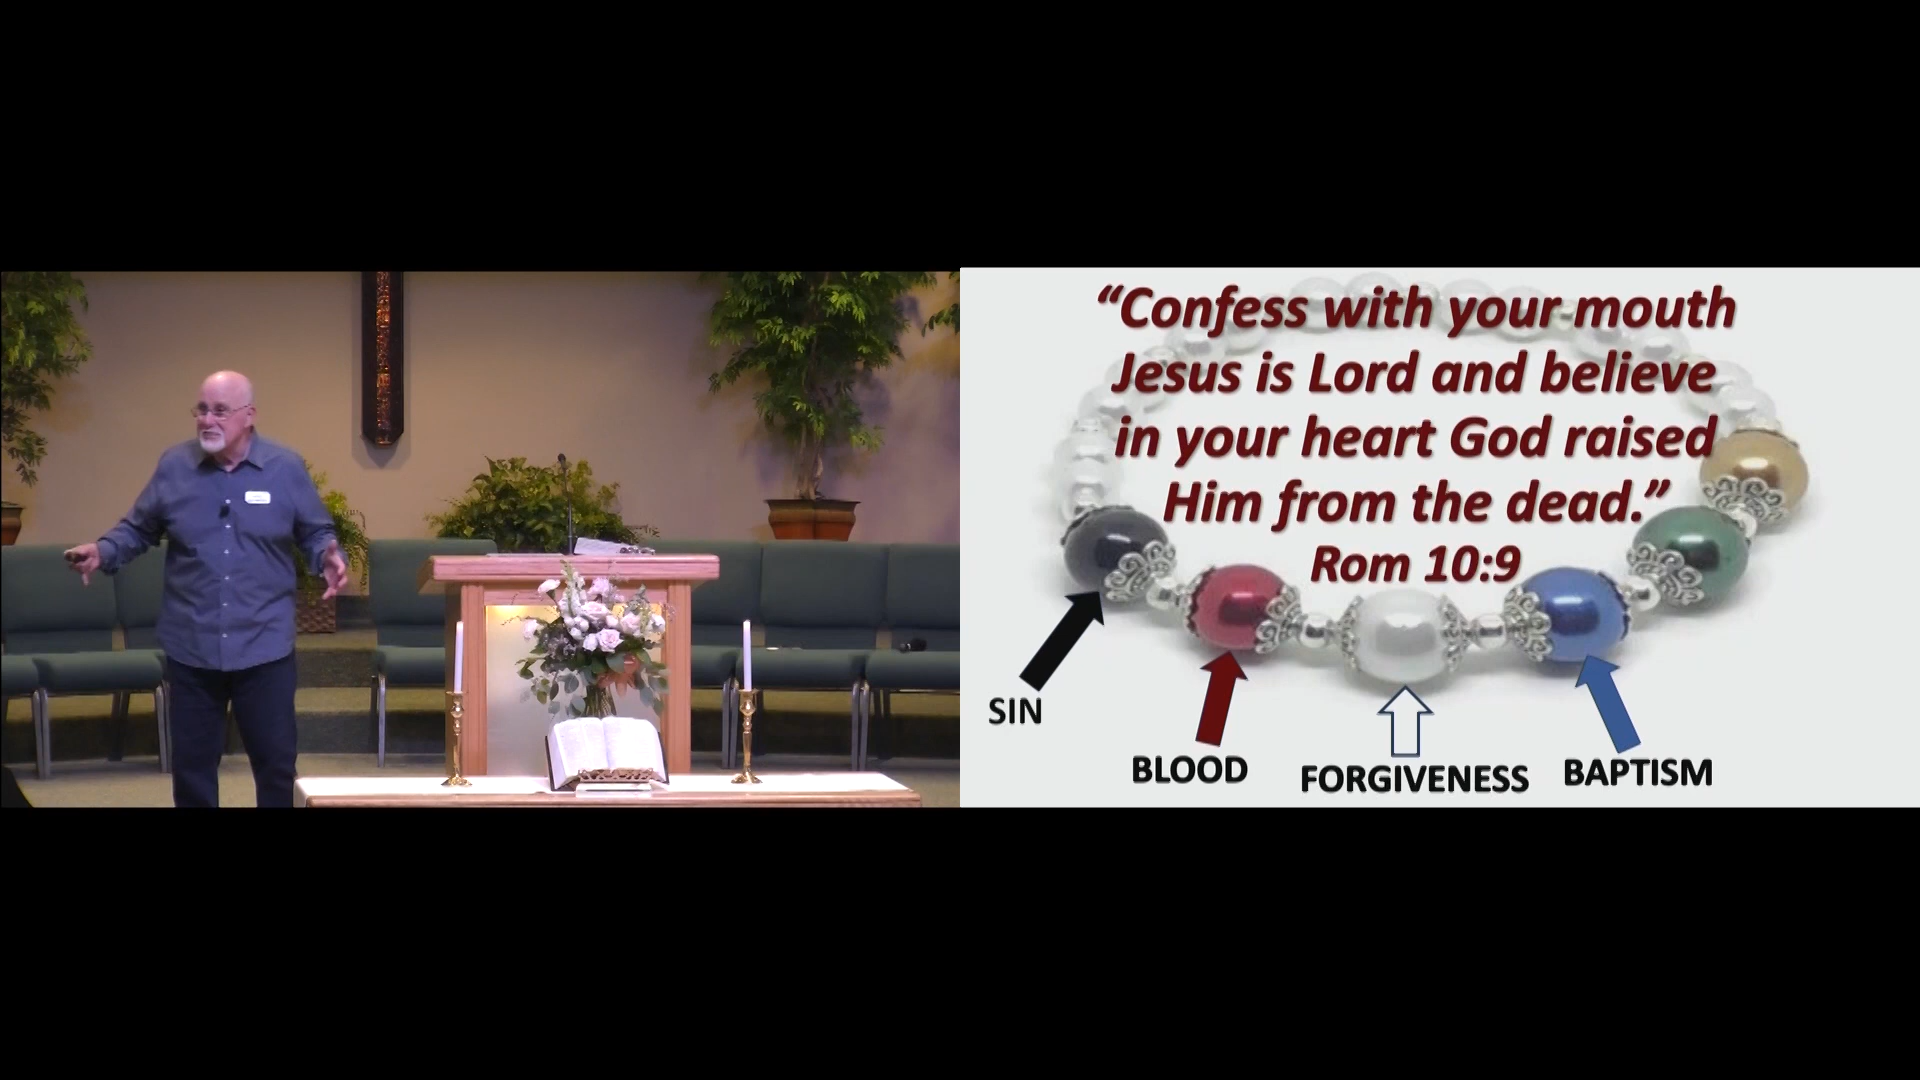 “Confess with your mouth
Jesus is Lord and believe
in your heart God raised
Him from the dead.”
Rom 10:9
SIN
BLOOD
FORGIVENESS
BAPTISM